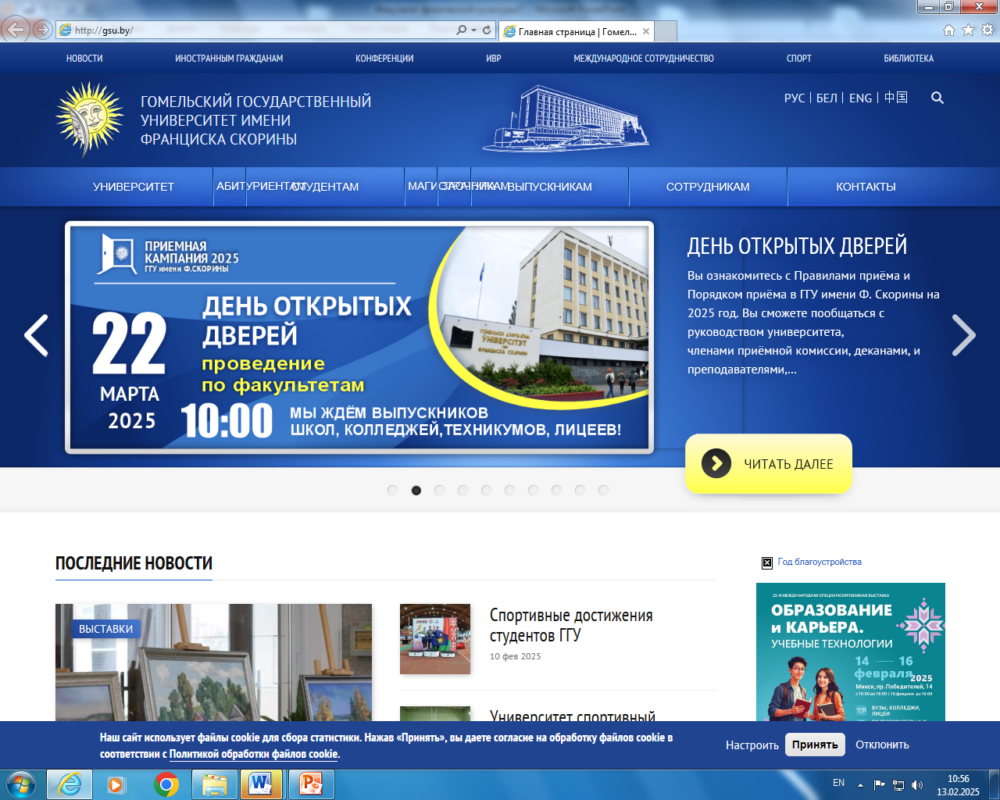 http://gsu.by/
Главная страница | Гомел...
НОВОСТИ
ИНОСТРАННЫМ ГРАЖДАНАМ
КОНФЕРЕНЦИИ
ИВР
МЕЖДУНАРОДНОЕ СОТРУДНИЧЕСТВО
СПОРТ
БИБЛИОТЕКА
ГОМЕЛЬСКИЙ ГОСУДАРСТВЕННЫЙ
УНИВЕРСИТЕТ ИМЕНИ
ФРАНЦИСКА СКОРИНЫ
РУС | БЕЛ | ENG | 中国
УНИВЕРСИТЕТ
АБИТУРИЕНТАМ
СТУДЕНТАМ
ВЫПУСКНИКАМ
СОТРУДНИКАМ
КОНТАКТЫ
ПРИЕМНАЯ
КАМПАНИЯ 2025
ГГУ имени Ф.СКОРИНЫ
ДЕНЬ ОТКРЫТЫХ
ДВЕРЕЙ
22
МАРТА
2025
проведение
по факультетам
10:00
МЫ ЖДЁМ ВЫПУСКНИКОВ
ШКОЛ, КОЛЛЕДЖЕЙ,ТЕХНИКУМОВ, ЛИЦЕЕВ!
ГОМЕЛЬСКІ ДЗЯРЖАЎНЫ
ЎНІВЕРСІТЭТ
ФРАНЦЫСКА СКАРЫНЫ
ДЕНЬ ОТКРЫТЫХ ДВЕРЕЙ
Вы ознакомитесь с Правилами приёма и
Порядком приёма в ГГУ имени Ф. Скорины на
2025 год. Вы сможете пообщаться с
руководством университета,
членами приёмной комиссии, деканами, и
преподавателями,...
ЧИТАТЬ ДАЛЕЕ
ПОСЛЕДНИЕ НОВОСТИ
ВЫСТАВКИ
Спортивные достижения
студентов ГГУ
10 фев 2025
Университет спортивный
Год благоустройства
22-Я МЕЖДУНАРОДНАЯ СПЕЦИАЛИЗИРОВАННАЯ ВЫСТАВКА
ОБРАЗОВАНИЕ
И КАРЬЕРА.
УЧЕБНЫЕ ТЕХНОЛОГИИ
14 — 16
февраля 2025
Минск, пр. Победителей, 14
с 10:00 до 18:00 | 16 февраля до 16:00
ВУЗЫ, КОЛЛЕДЖИ,
ЛИЦЕИ
Наш сайт использует файлы cookie для сбора статистики. Нажав «Принять», вы даете согласие на обработку файлов cookie в
соответствии с Политикой обработки файлов cookie.
Настроить
Принять
Отклонить
EN
10:56
13.02.2025